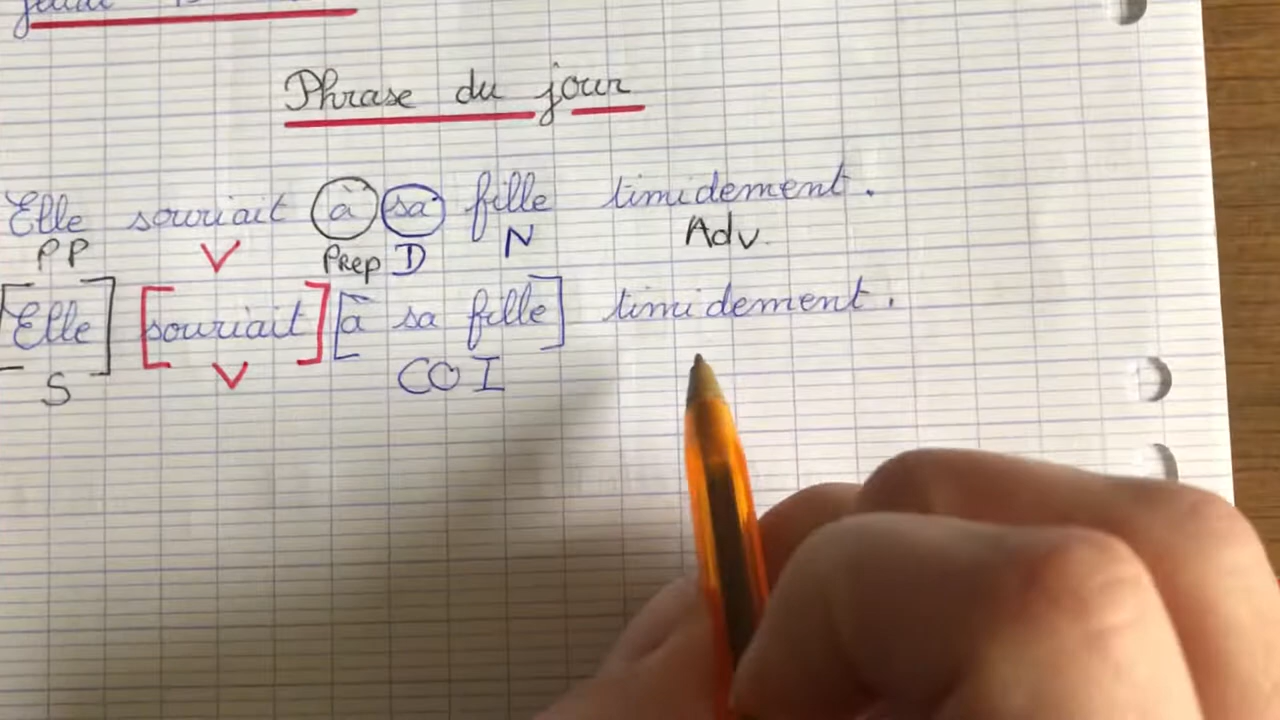 Phrase du jour
Elle souriait à sa fille timidement.
PP V Prep D N Adv.
[Elle] [souriait] [à sa fille] timidement.
S V COI